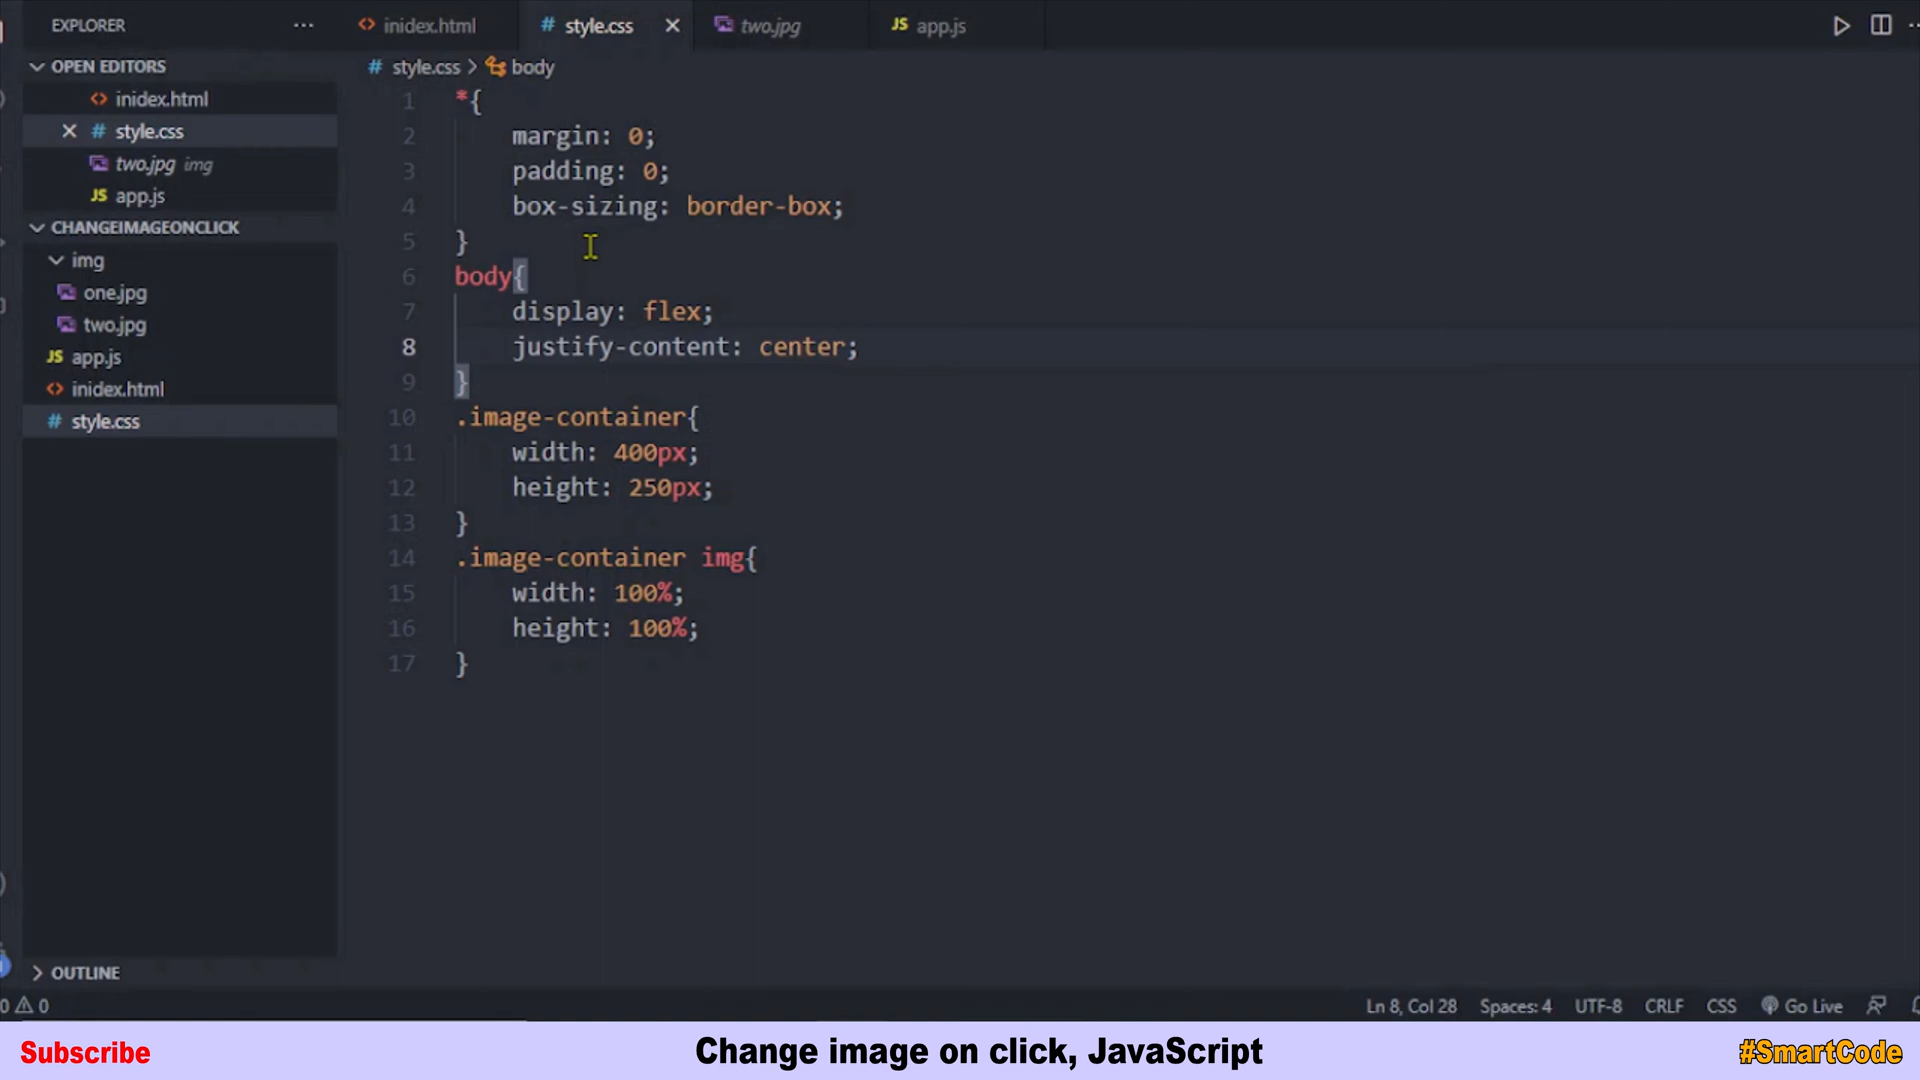 EXPLORER ···
OPEN EDITORS
<> inidex.html
× # style.css
two.jpg img
JS app.js
CHANGEIMAGEONCLICK
img
one.jpg
two.jpg
JS app.js
<> inidex.html
# style.css
OUTLINE
<> inidex.html # style.css × two.jpg JS app.js
# style.css > body
1 *{
2 margin: 0;
3 padding: 0;
4 box-sizing: border-box;
5 }
6 body{
7 display: flex;
8 justify-content: center;
9 }
10 .image-container{
11 width: 400px;
12 height: 250px;
13 }
14 .image-container img{
15 width: 100%;
16 height: 100%;
17 }
0 0 Ln 8, Col 28 Spaces: 4 UTF-8 CRLF CSS Go Live
Subscribe Change image on click, JavaScript #SmartCode